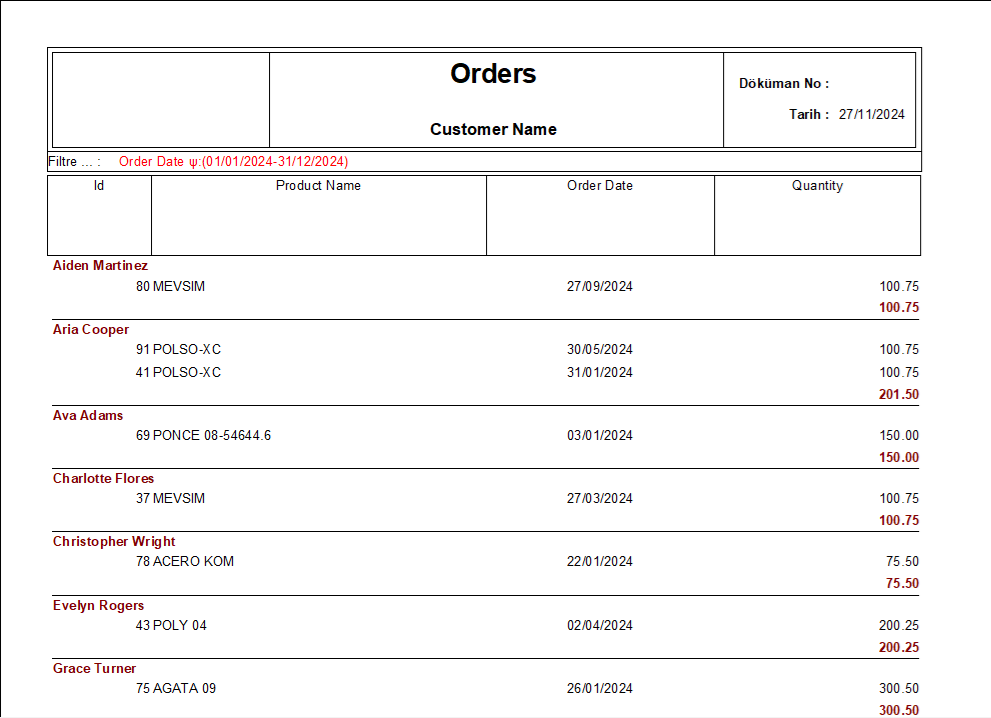 Orders
Customer Name
Döküman No :
Tarih : 27/11/2024
Filtre ... : Order Date ψ:(01/01/2024-31/12/2024)
Id Product Name Order Date Quantity
Aiden Martinez
80 MEVSIM 27/09/2024 100.75
100.75
Aria Cooper
91 POLSO-XC 30/05/2024 100.75
41 POLSO-XC 31/01/2024 100.75
201.50
Ava Adams
69 PONCE 08-54644.6 03/01/2024 150.00
150.00
Charlotte Flores
37 MEVSIM 27/03/2024 100.75
100.75
Christopher Wright
78 ACERO KOM 22/01/2024 75.50
75.50
Evelyn Rogers
43 POLY 04 02/04/2024 200.25
200.25
Grace Turner
75 AGATA 09 26/01/2024 300.50
300.50